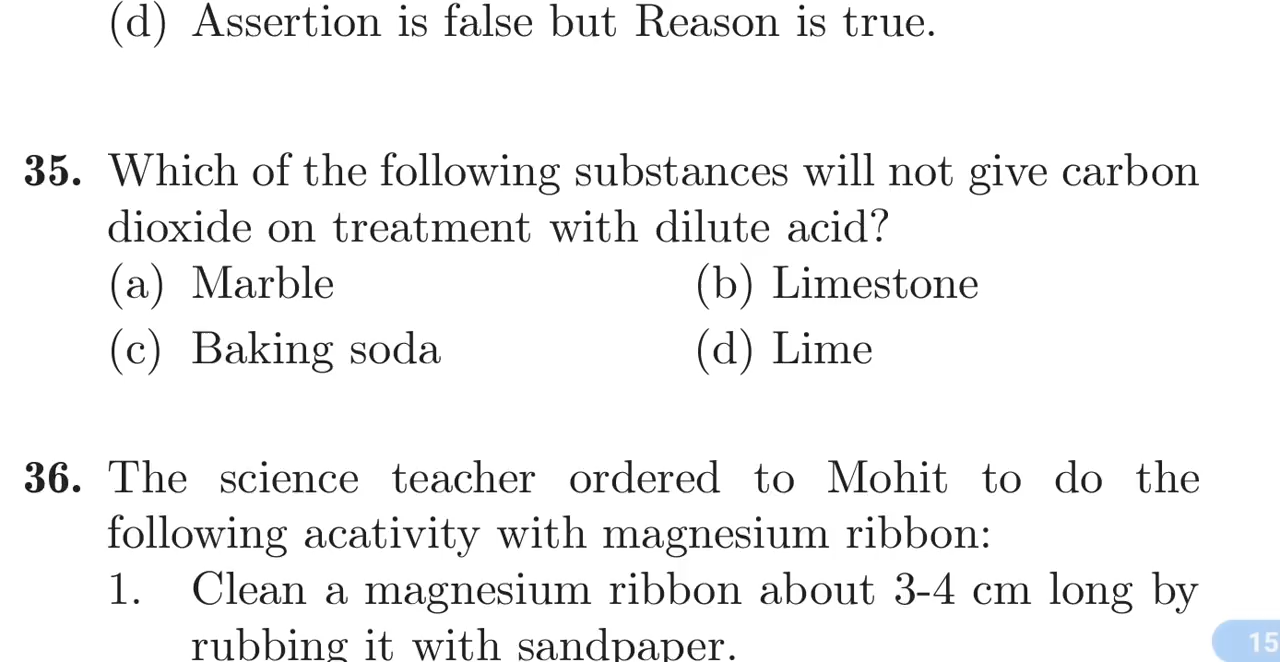 (d) Assertion is false but Reason is true.
35. Which of the following substances will not give carbon
dioxide on treatment with dilute acid?
(a) Marble (b) Limestone
(c) Baking soda (d) Lime
36. The science teacher ordered to Mohit to do the
following acativity with magnesium ribbon:
1. Clean a magnesium ribbon about 3-4 cm long by
rubbing it with sandpaper.
15